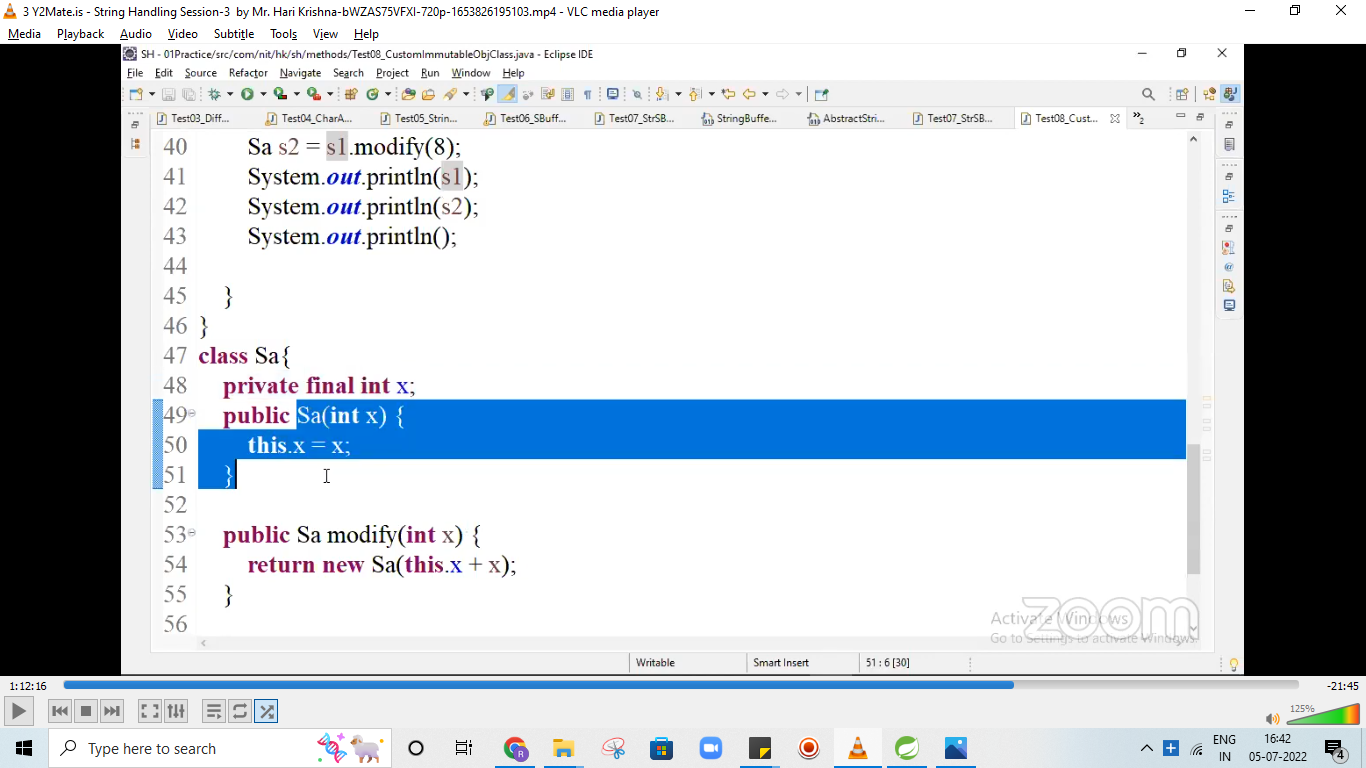 3 Y2Mate.is - String Handling Session-3 by Mr. Hari Krishna-bWZAS75VFXI-720p-1653826195103.mp4 - VLC media player
Media Playback Audio Video Subtitle Tools View Help
SH - 01Practice/src/com/nit/hk/sh/methods/Test08_CustomImmutableObjClass.java - Eclipse IDE
File Edit Source Refactor Navigate Search Project Run Window Help
Test03_Diff... Test04_CharA... Test05_Strin... Test06_SBuff... Test07_StrSB... StringBuffe... AbstractStri... Test07_StrSB... Test08_Cust... »2
40 Sa s2 = s1.modify(8);
41 System.out.println(s1);
42 System.out.println(s2);
43 System.out.println();
44
45 }
46 }
47 class Sa{
48 private final int x;
49 public Sa(int x) {
50 this.x = x;
51 }
52
53 public Sa modify(int x) {
54 return new Sa(this.x + x);
55 }
56
zoom
Activate Windows
Go to Settings to activate Windows.
Writable Smart Insert 51 : 6 [30]
1:12:16 -21:45
125%
Type here to search
ENG
IN
16:42
05-07-2022
4